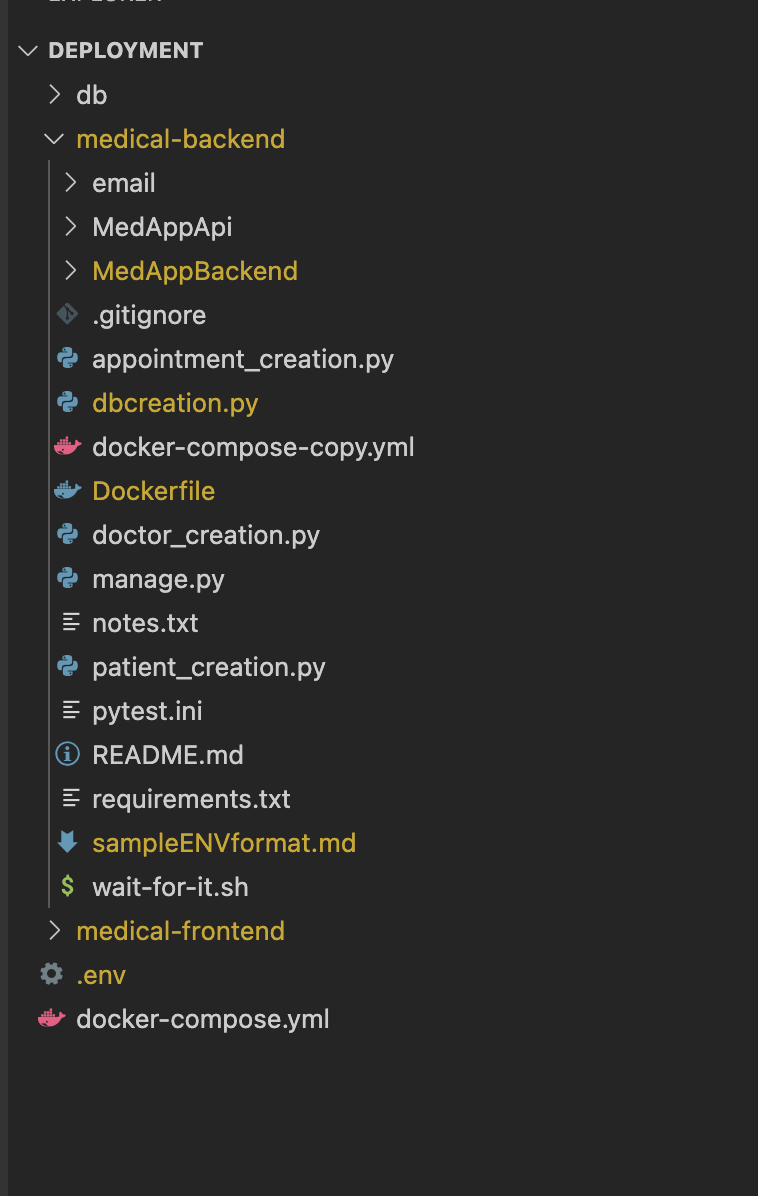 DEPLOYMENT
db
medical-backend
email
MedAppApi
MedAppBackend
.gitignore
appointment_creation.py
dbcreation.py
docker-compose-copy.yml
Dockerfile
doctor_creation.py
manage.py
notes.txt
patient_creation.py
pytest.ini
README.md
requirements.txt
sampleENVformat.md
$ wait-for-it.sh
medical-frontend
.env
docker-compose.yml